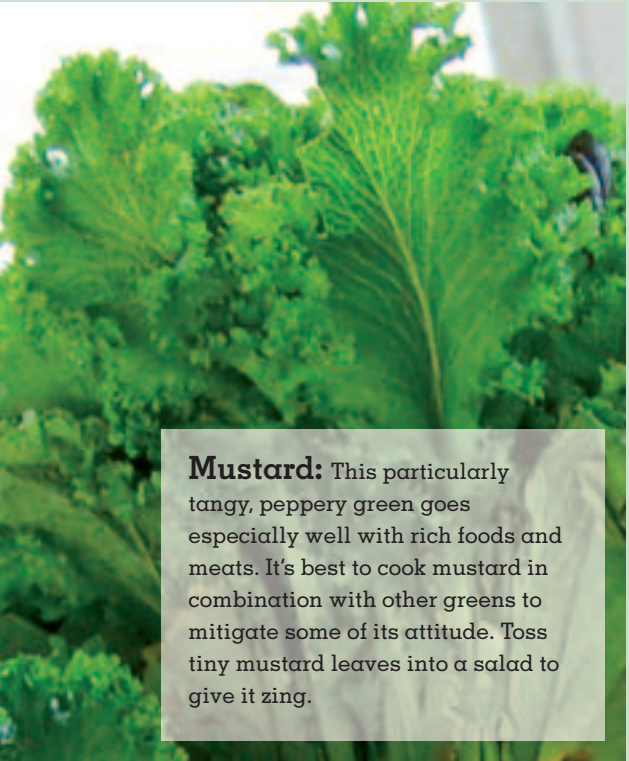 Mustard: This particularly
tangy, peppery green goes
especially well with rich foods and
meats. It's best to cook mustard in
combination with other greens to
mitigate some of its attitude. Toss
tiny mustard leaves into a salad to
give it zing.